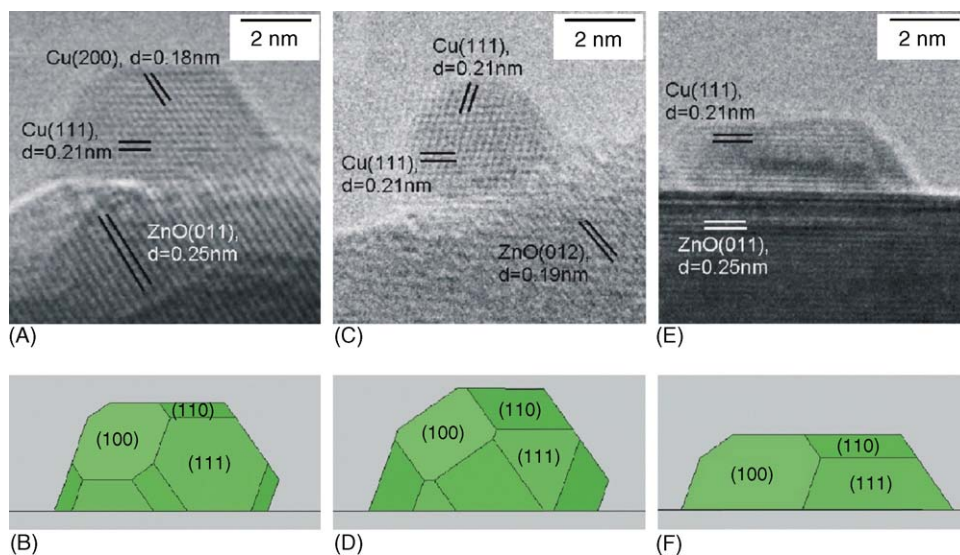 2 nm
Cu(200), d=0.18nm
Cu(111),
d=0.21nm
ZnO(011),
d=0.25nm
(A)
2 nm
Cu(111),
d=0.21nm
Cu(111),
d=0.21nm
ZnO(012),
d=0.19nm
(C)
2 nm
Cu(111),
d=0.21nm
ZnO(011),
d=0.25nm
(E)
(110)
(100)
(111)
(B)
(110)
(100)
(111)
(D)
(110)
(100)
(111)
(F)